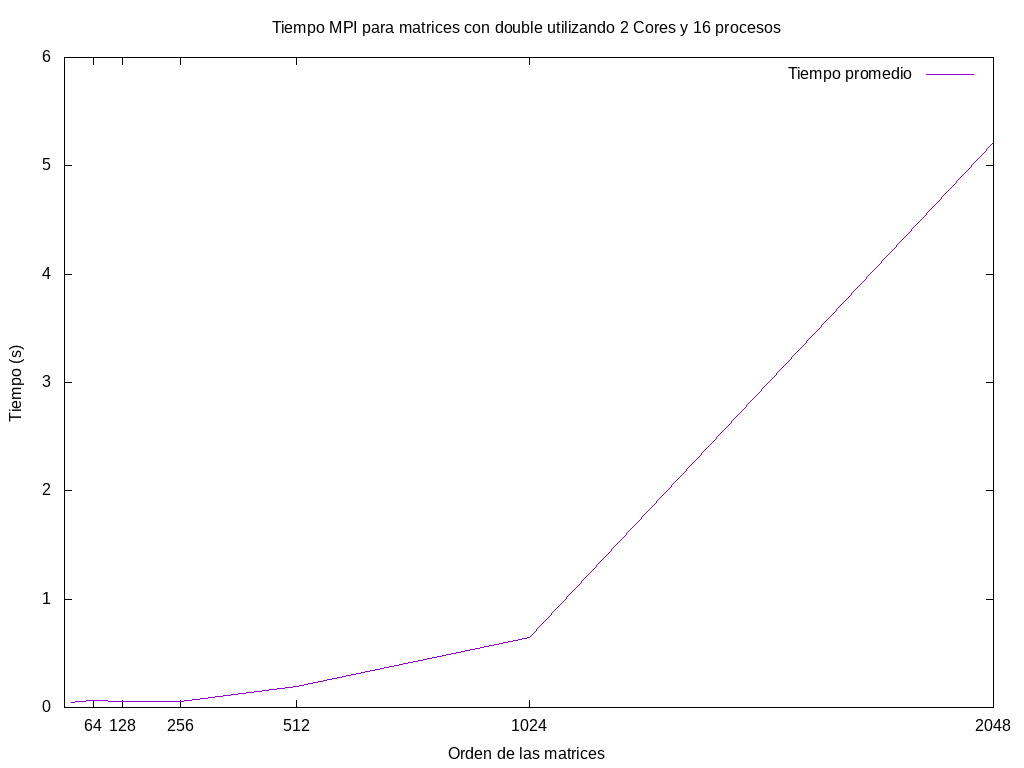 Tiempo MPI para matrices con double utilizando 2 Cores y 16 procesos
Tiempo promedio
6
5
4
3
2
1
0
Tiempo (s)
64 128 256 512 1024 2048
Orden de las matrices